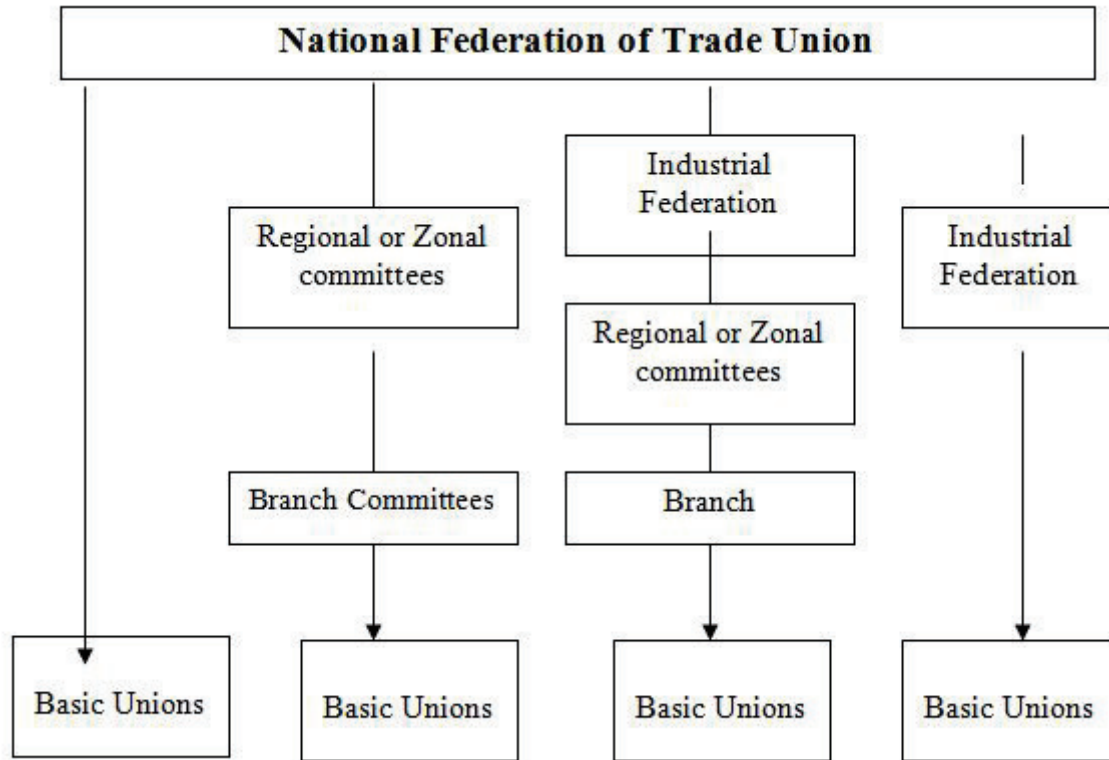 National Federation of Trade Union
Industrial
Federation
Regional or Zonal
committees
Industrial
Federation
Regional or Zonal
committees
Branch Committees
Branch
Basic Unions
Basic Unions
Basic Unions
Basic Unions